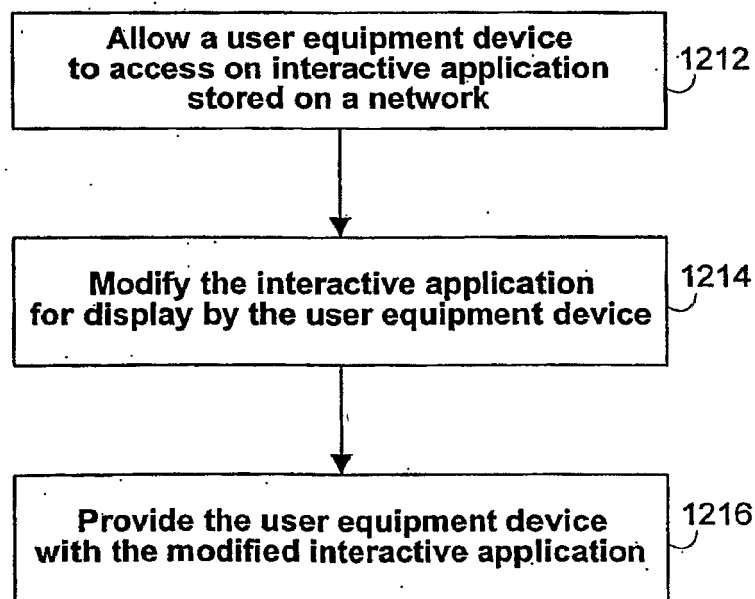 Allow a user equipment device
to access on interactive application
stored on a network
1212
Modify the interactive application
for display by the user equipment device
1214
Provide the user equipment device
with the modified interactive application
1216